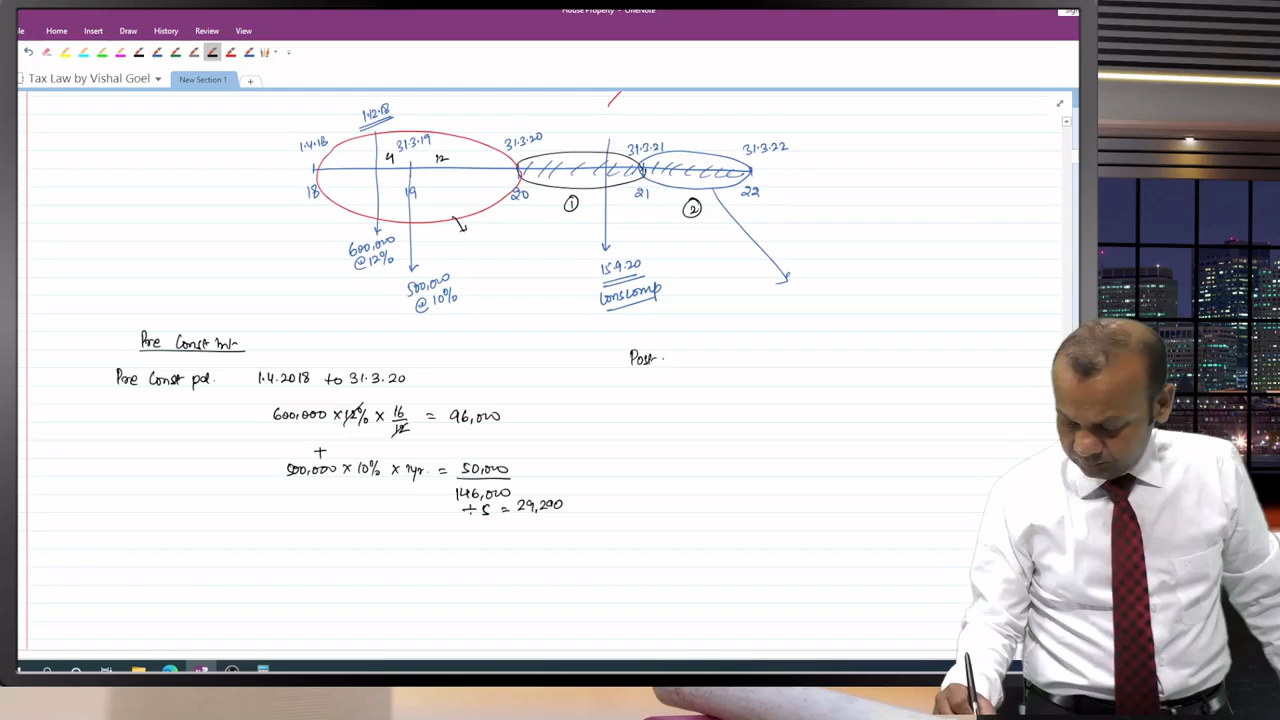 House Property - OneNote
Home Insert Draw History Review View
Tax Law by Vishal Goel New Section 1
1.12.18
1.4.18 31.3.19 31.3.20 31.3.21 31.3.22
4 12
18 19 20 21 22
① ②
600,000
@12%
500,000
@10%
15.9.20
Cons Comp
Pre Const Int
Pre Const pd. 1.4.2018 to 31.3.20
600,000 × 12% × 16/12 = 96,000
+
500,000 × 10% × 1yr. = 50,000
146,000
÷ 5 = 29,200
Post.